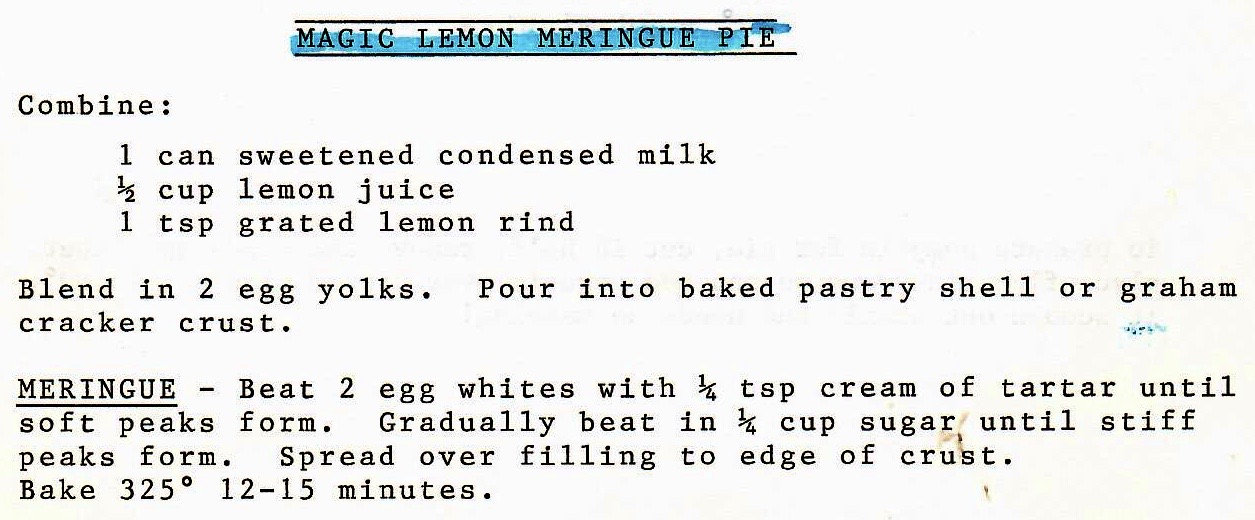 MAGIC LEMON MERINGUE PIE
Combine:
1 can sweetened condensed milk
½ cup lemon juice
1 tsp grated lemon rind
Blend in 2 egg yolks. Pour into baked pastry shell or graham
cracker crust.
MERINGUE - Beat 2 egg whites with ¼ tsp cream of tartar until
soft peaks form. Gradually beat in ¼ cup sugar until stiff
peaks form. Spread over filling to edge of crust.
Bake 325° 12-15 minutes.